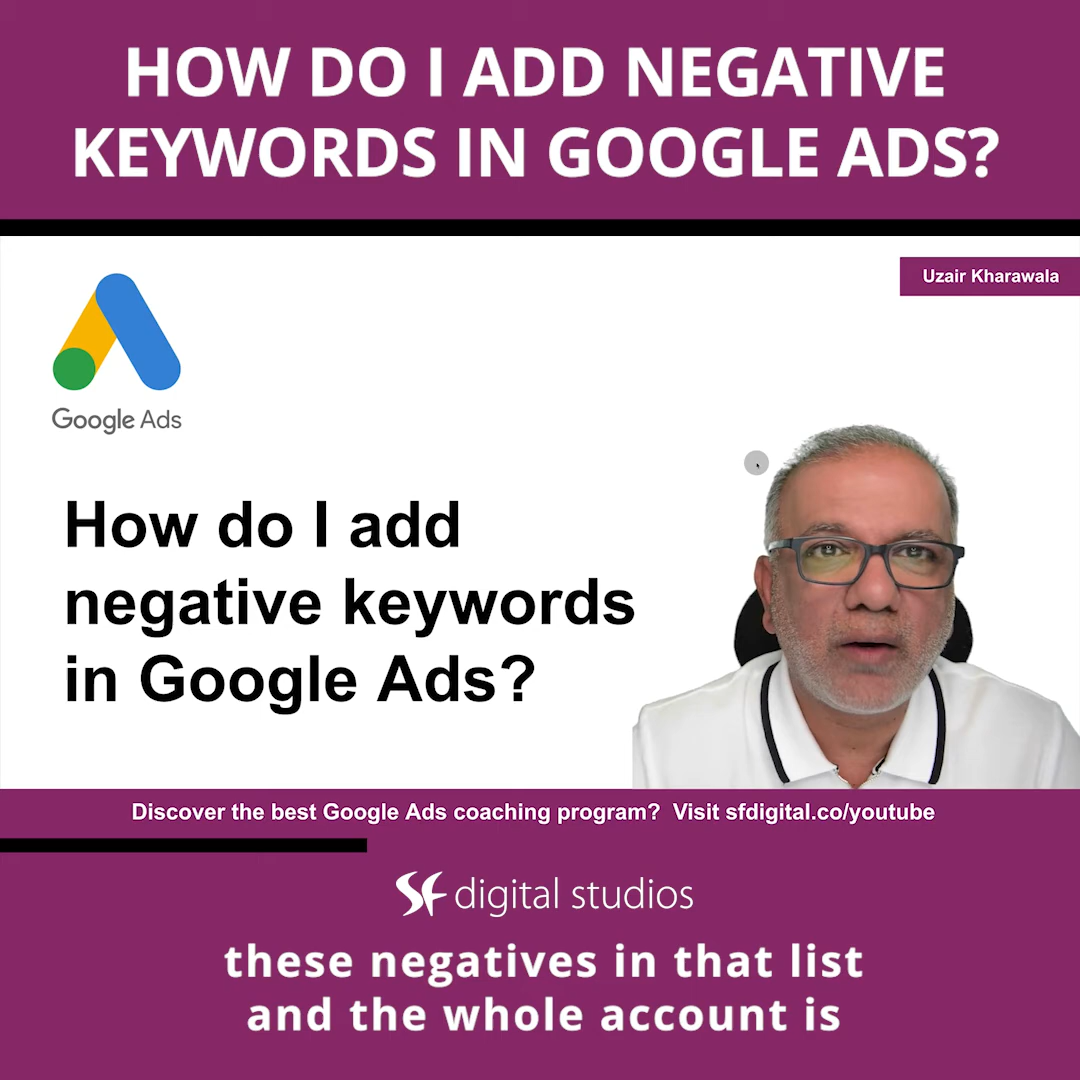 HOW DO I ADD NEGATIVE
KEYWORDS IN GOOGLE ADS?
Uzair Kharawala
Google Ads
How do I add
negative keywords
in Google Ads?
Discover the best Google Ads coaching program? Visit sfdigital.co/youtube
SF digital studios
these negatives in that list
and the whole account is